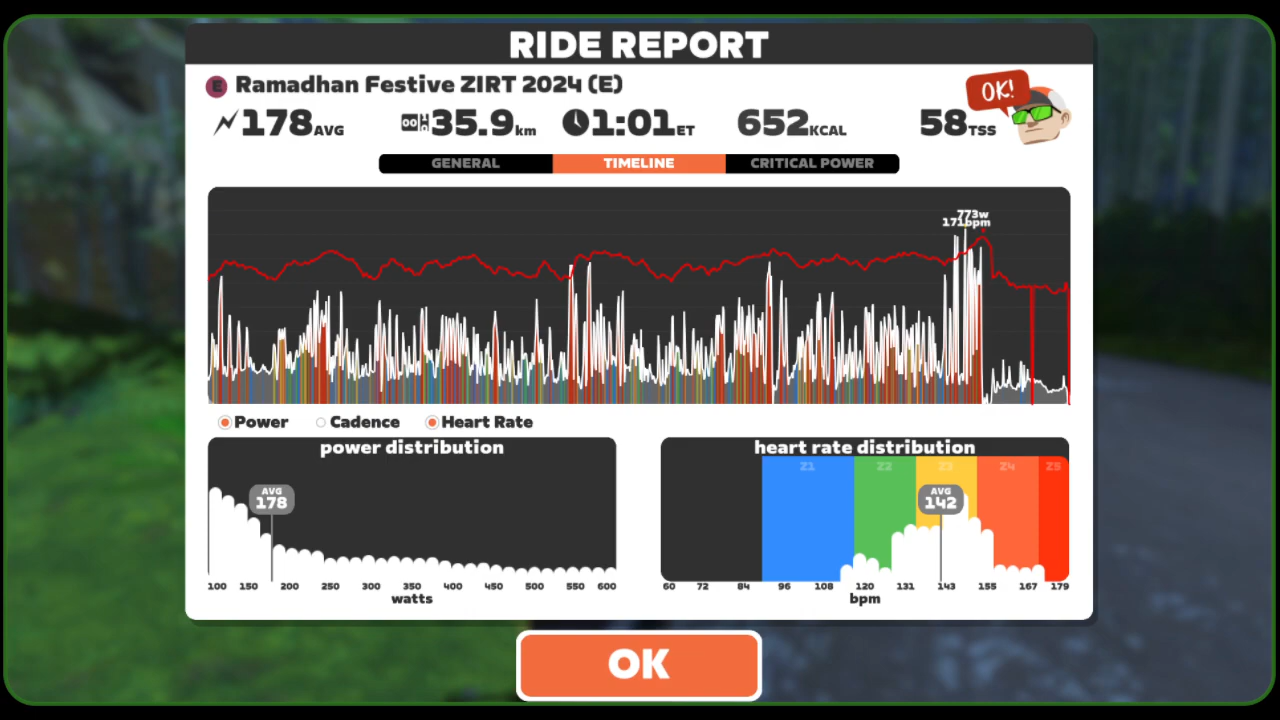 RIDE REPORT
E Ramadhan Festive ZIRT 2024 (E)
OK!
178AVG 35.9km 1:01ET 652KCAL 58TSS
GENERAL TIMELINE CRITICAL POWER
773w
171bpm
Power Cadence Heart Rate
power distribution
AVG
178
100 150 200 250 300 350 400 450 500 550 600
watts
heart rate distribution
Z1 Z2 Z3 Z4 Z5
AVG
142
60 72 84 96 108 120 131 143 155 167 179
bpm
OK